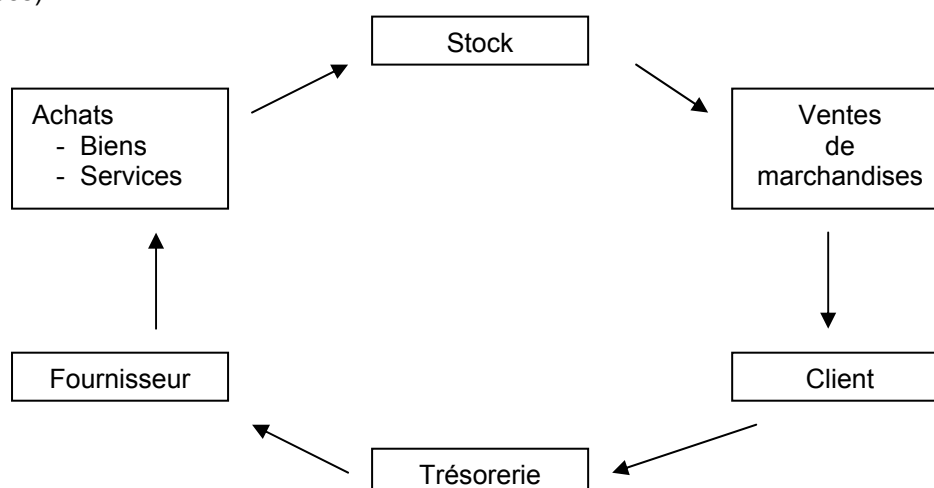 Stock
Achats
- Biens
- Services
Ventes
de
marchandises
Fournisseur
Client
Trésorerie